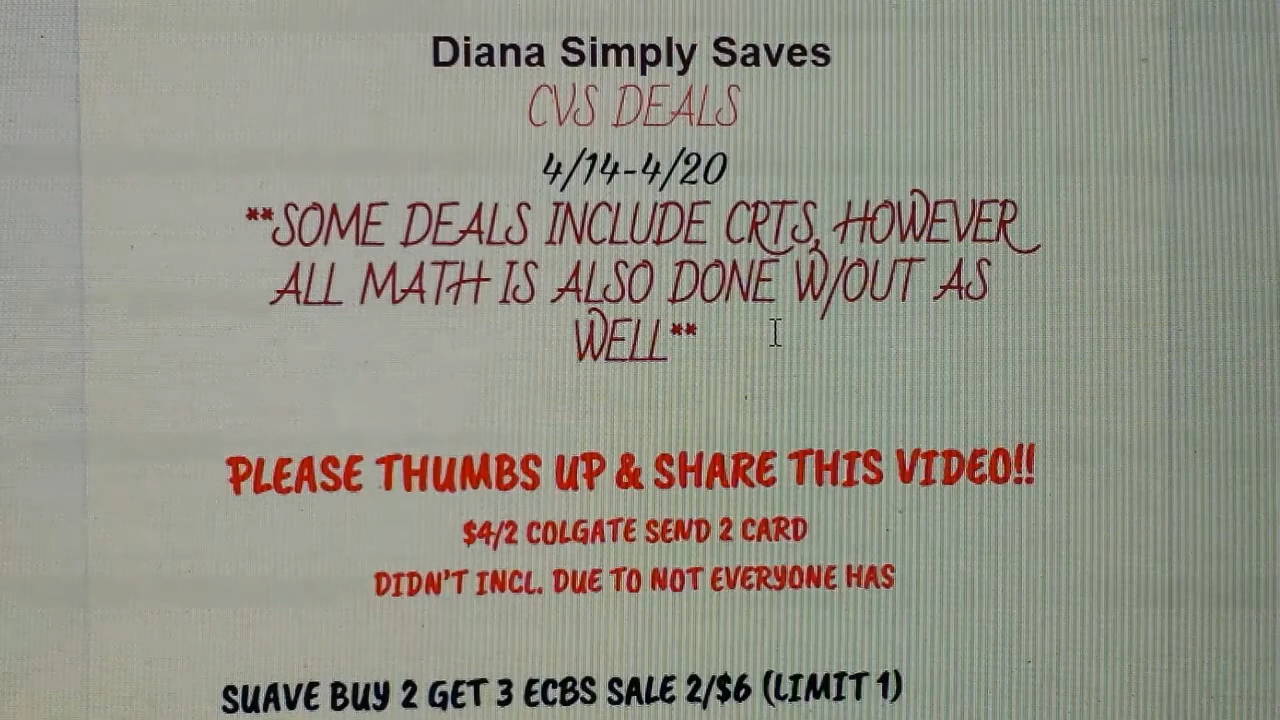 Diana Simply Saves
CVS DEALS
4/14-4/20
**SOME DEALS INCLUDE CRTS, HOWEVER
ALL MATH IS ALSO DONE W/OUT AS
WELL**
PLEASE THUMBS UP & SHARE THIS VIDEO!!
$4/2 COLGATE SEND 2 CARD
DIDN'T INCL. DUE TO NOT EVERYONE HAS
SUAVE BUY 2 GET 3 ECBS SALE 2/$6 (LIMIT 1)